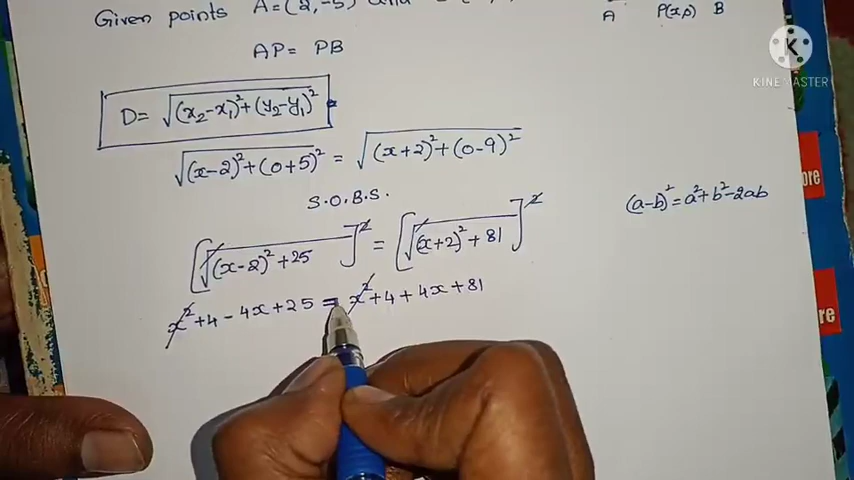 Given points A = (2, -5) and
A P(x,0) B
AP = PB
D = √(x₂-x₁)²+(y₂-y₁)²
√(x-2)²+(0+5)² = √(x+2)²+(0-9)²
S.O.B.S.
(a-b)² = a²+b²-2ab
[√(x-2)²+25]² = [√(x+2)²+81]²
x²+4-4x+25 = x²+4+4x+81
KINEMASTER